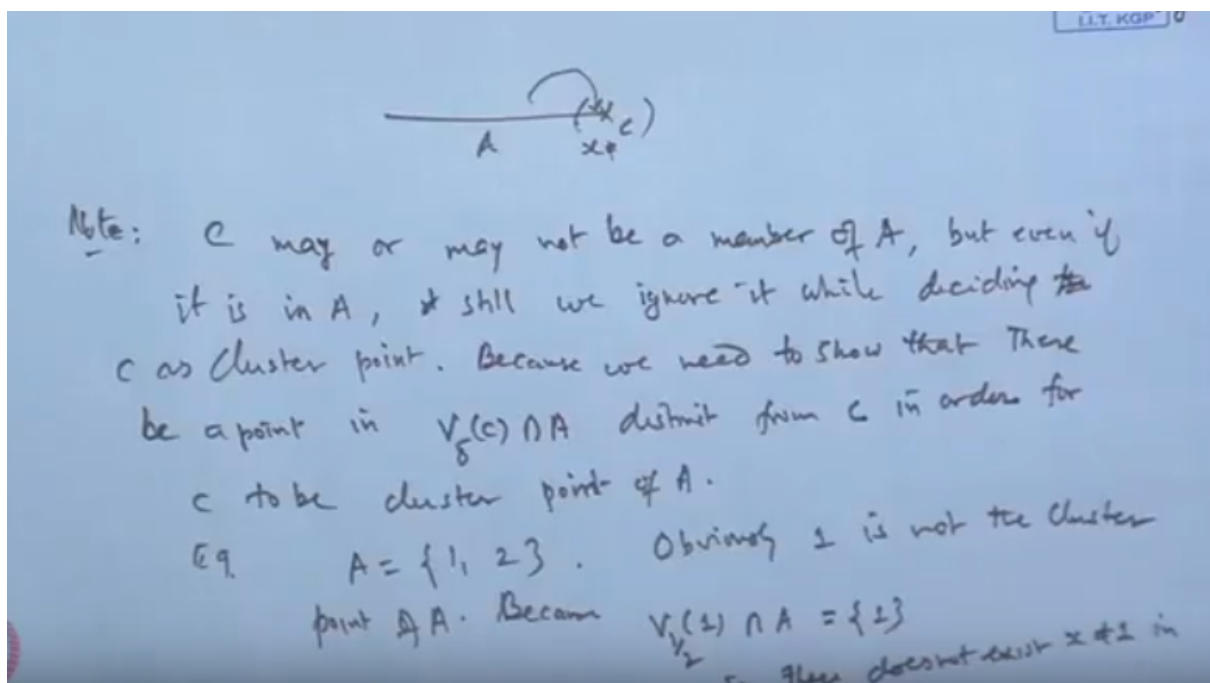 I.I.T. KGP
A x≠ c
Note: C may or may not be a member of A, but even if
it is in A, still we ignore it while deciding
c as Cluster point. Because we need to show that There
be a point in V_δ(c) ∩ A distinct from c in order for
c to be cluster point of A.
Eg. A = {1, 2}. Obviously 1 is not the Cluster
point of A. Because V_{1/2}(1) ∩ A = {1}
there does not exist x ≠ 1 in